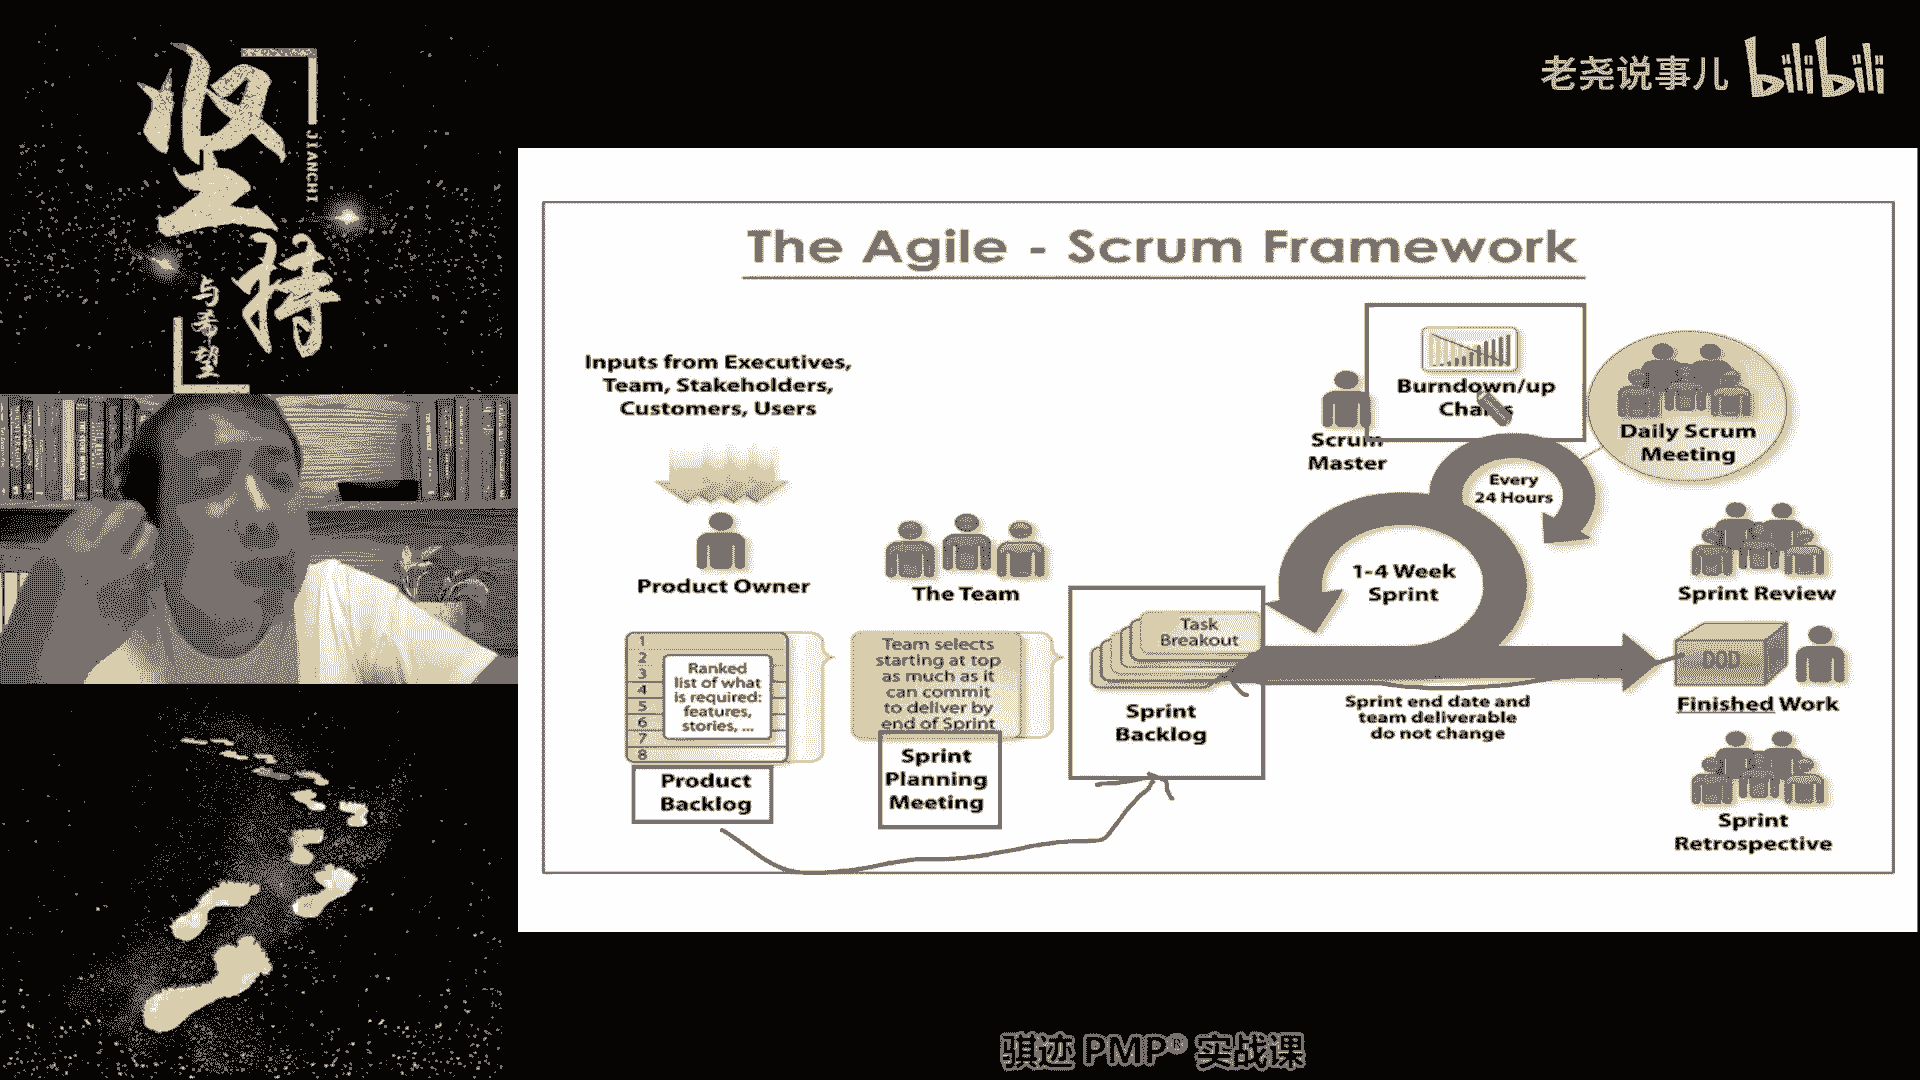 坚持
JIANCHI
与希望
老尧说事儿 bilibili
The Agile - Scrum Framework
Inputs from Executives,
Team, Stakeholders,
Customers, Users
Product Owner
The Team
1
2
3
4
5
6
7
8
Ranked
list of what
is required:
features,
stories, ...
Product
Backlog
Team selects
starting at top
as much as it
can commit
to deliver by
end of Sprint
Sprint
Planning
Meeting
Task
Breakout
Sprint
Backlog
Scrum
Master
Burndown/up
Charts
Every
24 Hours
Daily Scrum
Meeting
1-4 Week
Sprint
Sprint end date and
team deliverable
do not change
Sprint Review
DOD
Finished Work
Sprint
Retrospective
骐迹 PMP® 实战课